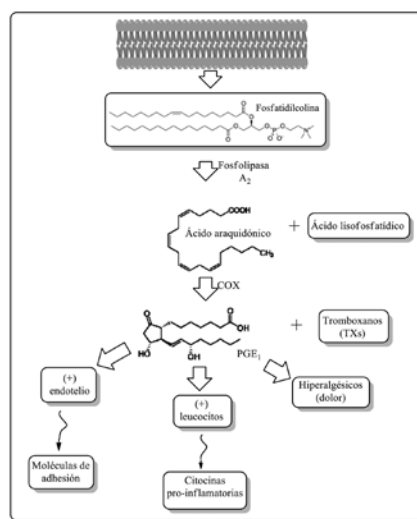 Fosfatidilcolina
O
O
O
O
O
P
O
O
O⁻
N
Fosfolipasa
A₂
COOH
Ácido araquidónico
CH₃
+
Ácido lisofosfatídico
COX
O
O
OH
HO
OH
PGE₁
+
Tromboxanos
(TXs)
(+)
endotelio
(+)
leucocitos
Hiperalgésicos
(dolor)
Moléculas de
adhesión
Citocinas
pro-inflamatorias